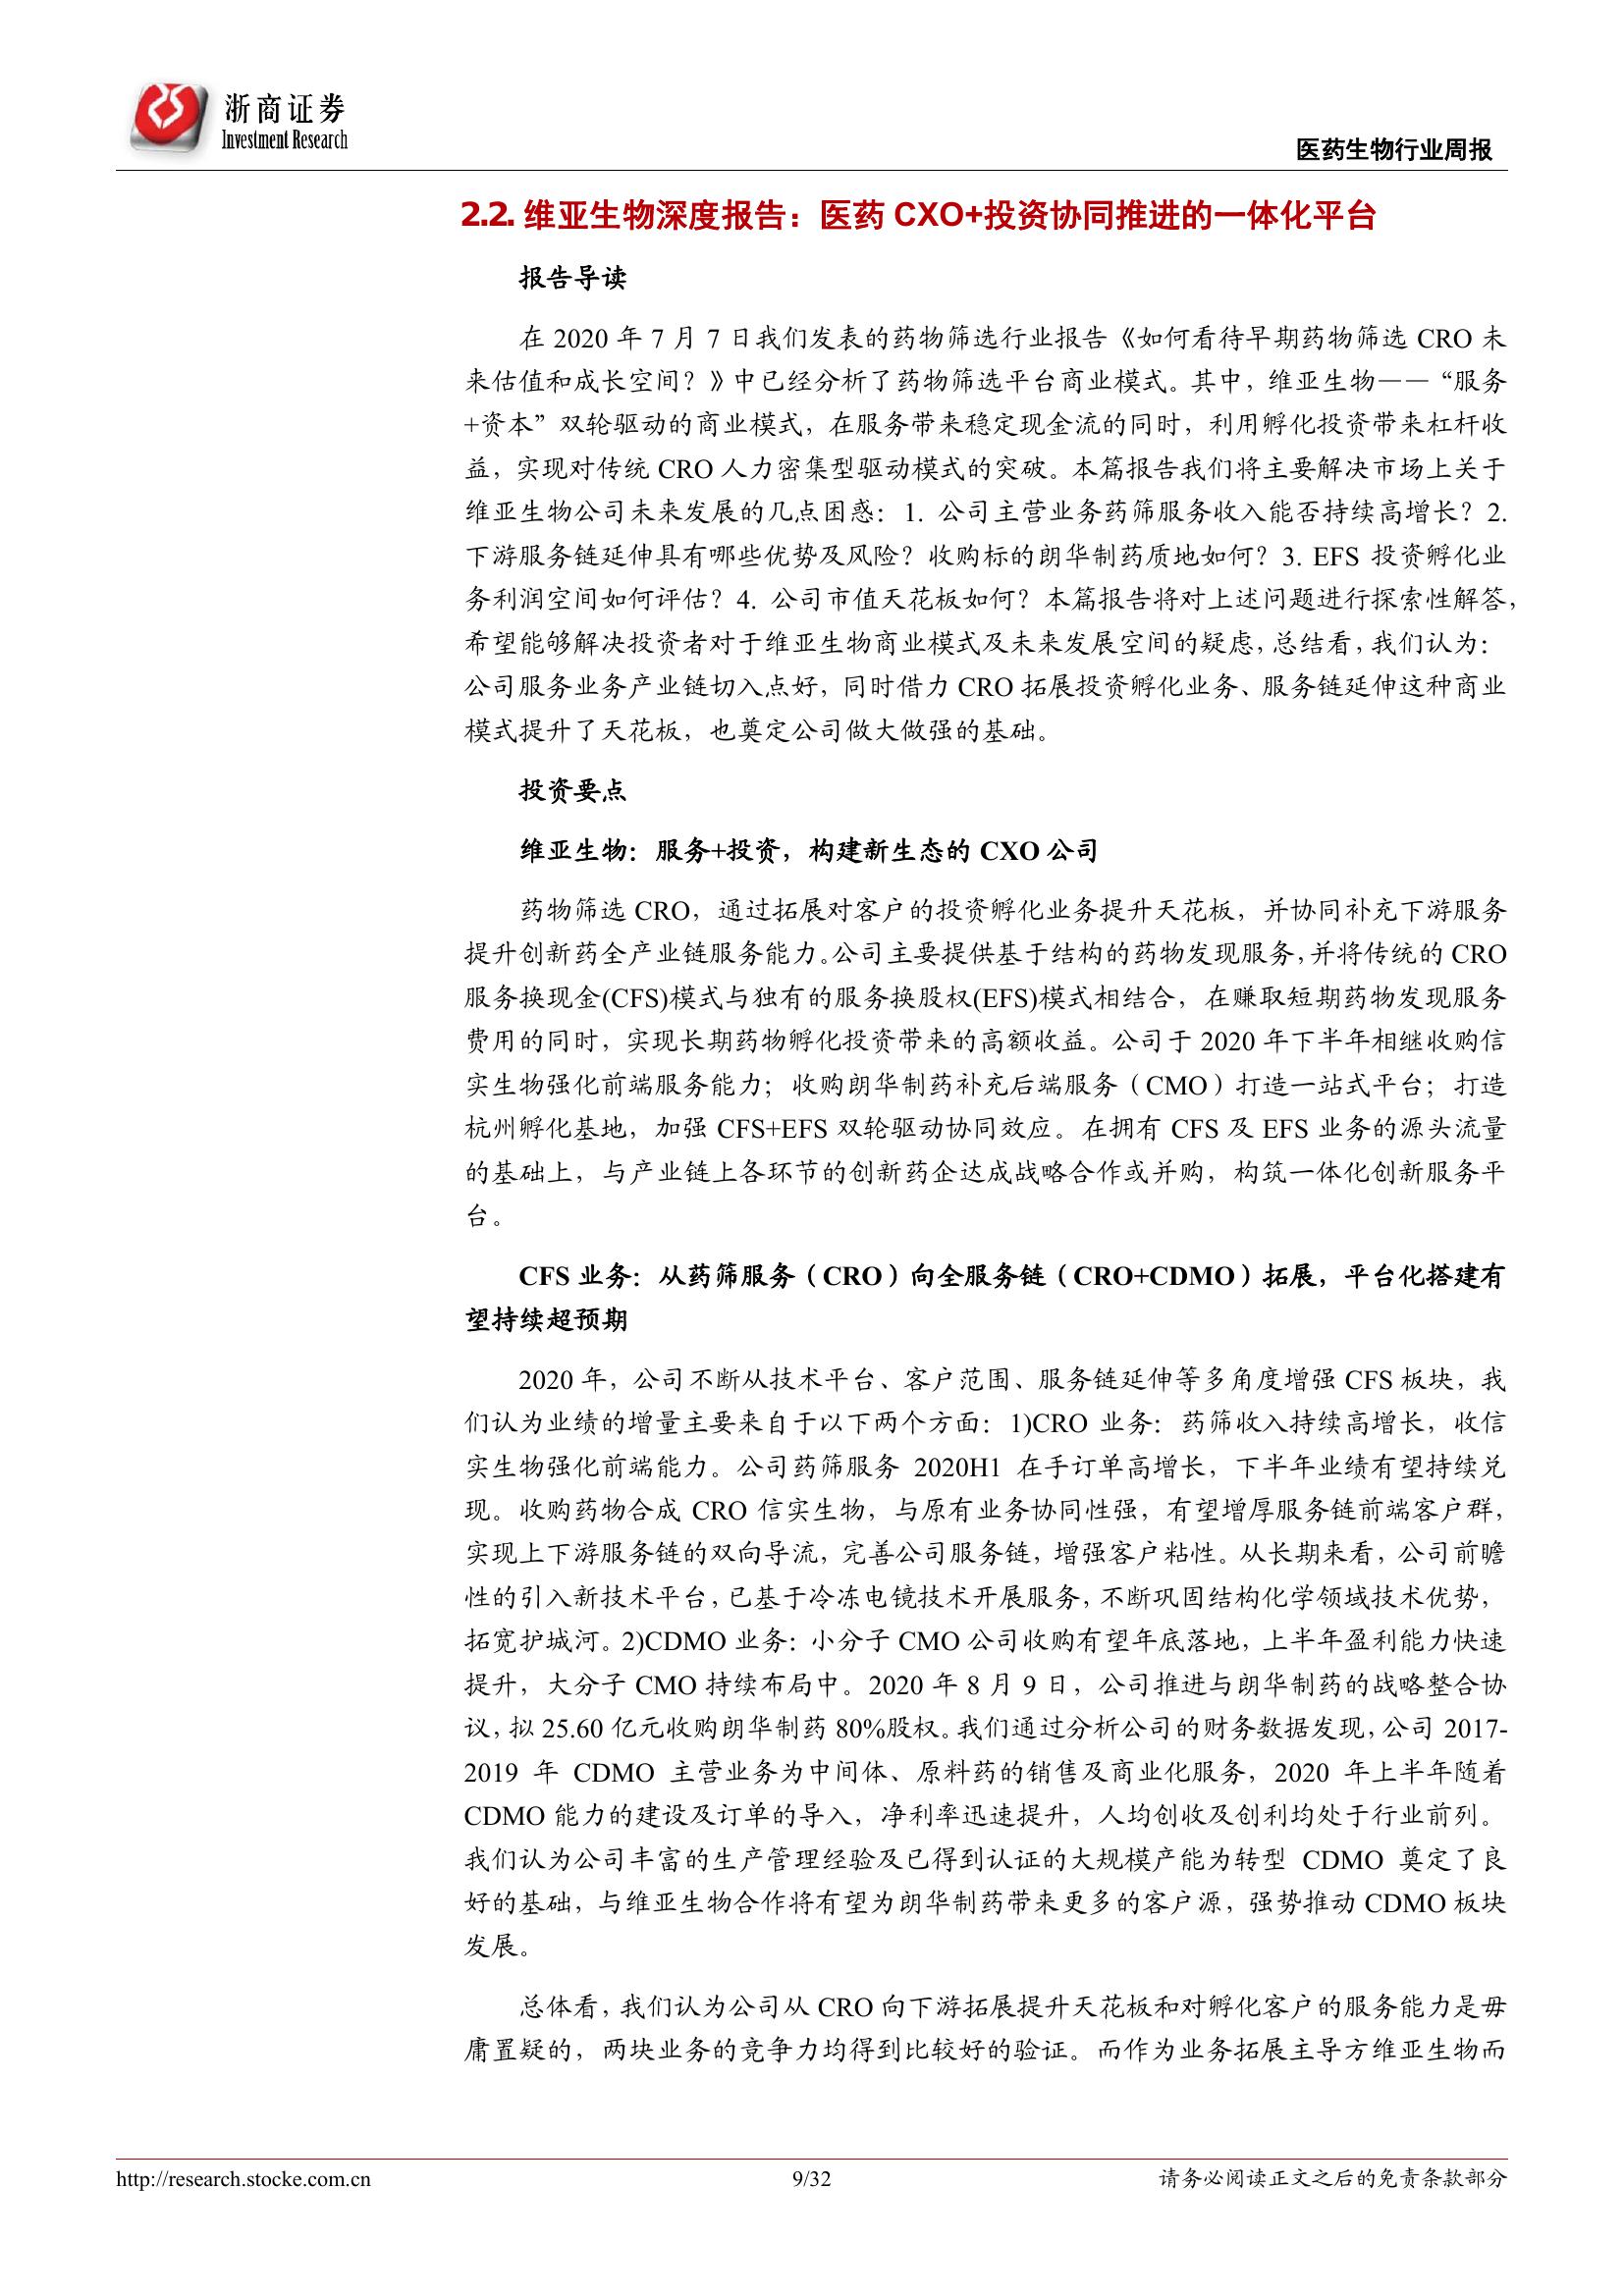 浙商证券
Investment Research
医药生物行业周报
2.2. 维亚生物深度报告：医药 CXO+投资协同推进的一体化平台
报告导读
在 2020 年 7 月 7 日我们发表的药物筛选行业报告《如何看待早期药物筛选 CRO 未
来估值和成长空间？》中已经分析了药物筛选平台商业模式。其中，维亚生物——“服务
+资本”双轮驱动的商业模式，在服务带来稳定现金流的同时，利用孵化投资带来杠杆收
益，实现对传统 CRO 人力密集型驱动模式的突破。本篇报告我们将主要解决市场上关于
维亚生物公司未来发展的几点困惑：1. 公司主营业务药筛服务收入能否持续高增长？2.
下游服务链延伸具有哪些优势及风险？收购标的朗华制药质地如何？3. EFS 投资孵化业
务利润空间如何评估？4. 公司市值天花板如何？本篇报告将对上述问题进行探索性解答，
希望能够解决投资者对于维亚生物商业模式及未来发展空间的疑虑，总结看，我们认为：
公司服务业务产业链切入点好，同时借力 CRO 拓展投资孵化业务、服务链延伸这种商业
模式提升了天花板，也奠定公司做大做强的基础。
投资要点
维亚生物：服务+投资，构建新生态的 CXO 公司
药物筛选 CRO，通过拓展对客户的投资孵化业务提升天花板，并协同补充下游服务
提升创新药全产业链服务能力。公司主要提供基于结构的药物发现服务，并将传统的 CRO
服务换现金(CFS)模式与独有的服务换股权(EFS)模式相结合，在赚取短期药物发现服务
费用的同时，实现长期药物孵化投资带来的高额收益。公司于 2020 年下半年相继收购信
实生物强化前端服务能力；收购朗华制药补充后端服务（CMO）打造一站式平台；打造
杭州孵化基地，加强 CFS+EFS 双轮驱动协同效应。在拥有 CFS 及 EFS 业务的源头流量
的基础上，与产业链上各环节的创新药企达成战略合作或并购，构筑一体化创新服务平
台。
CFS 业务：从药筛服务（CRO）向全服务链（CRO+CDMO）拓展，平台化搭建有
望持续超预期
2020 年，公司不断从技术平台、客户范围、服务链延伸等多角度增强 CFS 板块，我
们认为业绩的增量主要来自于以下两个方面：1)CRO 业务：药筛收入持续高增长，收信
实生物强化前端能力。公司药筛服务 2020H1 在手订单高增长，下半年业绩有望持续兑
现。收购药物合成 CRO 信实生物，与原有业务协同性强，有望增厚服务链前端客户群，
实现上下游服务链的双向导流，完善公司服务链，增强客户粘性。从长期来看，公司前瞻
性的引入新技术平台，已基于冷冻电镜技术开展服务，不断巩固结构化学领域技术优势，
拓宽护城河。2)CDMO 业务：小分子 CMO 公司收购有望年底落地，上半年盈利能力快速
提升，大分子 CMO 持续布局中。2020 年 8 月 9 日，公司推进与朗华制药的战略整合协
议，拟 25.60 亿元收购朗华制药 80%股权。我们通过分析公司的财务数据发现，公司 2017-
2019 年 CDMO 主营业务为中间体、原料药的销售及商业化服务，2020 年上半年随着
CDMO 能力的建设及订单的导入，净利率迅速提升，人均创收及创利均处于行业前列。
我们认为公司丰富的生产管理经验及已得到认证的大规模产能为转型 CDMO 奠定了良
好的基础，与维亚生物合作将有望为朗华制药带来更多的客户源，强势推动 CDMO 板块
发展。
总体看，我们认为公司从 CRO 向下游拓展提升天花板和对孵化客户的服务能力是毋
庸置疑的，两块业务的竞争力均得到比较好的验证。而作为业务拓展主导方维亚生物而
http://research.stocke.com.cn
9/32
请务必阅读正文之后的免责条款部分